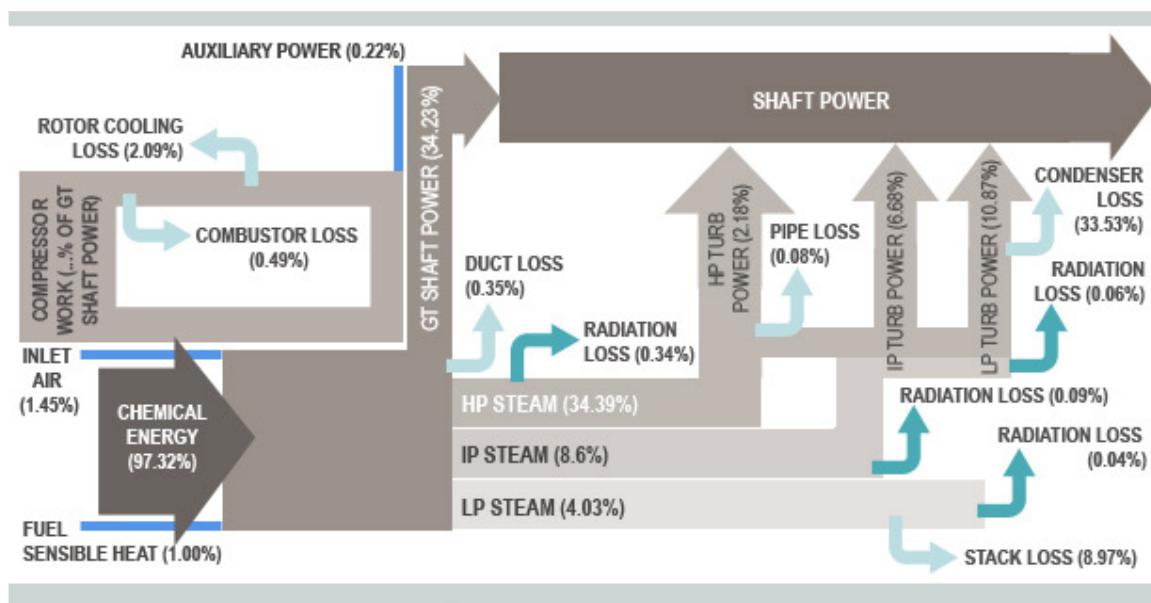 AUXILIARY POWER (0.22%)
SHAFT POWER
ROTOR COOLING
LOSS (2.09%)
GT SHAFT POWER (34.23%)
COMPRESSOR
WORK (...% OF GT
SHAFT POWER)
COMBUSTOR LOSS
(0.49%)
DUCT LOSS
(0.35%)
RADIATION
LOSS (0.34%)
HP TURB
POWER (2.18%)
PIPE LOSS
(0.08%)
IP TURB POWER (6.68%)
LP TURB POWER (10.87%)
CONDENSER
LOSS
(33.53%)
RADIATION
LOSS (0.06%)
INLET
AIR
(1.45%)
CHEMICAL
ENERGY
(97.32%)
HP STEAM (34.39%)
RADIATION LOSS (0.09%)
IP STEAM (8.6%)
RADIATION LOSS
(0.04%)
LP STEAM (4.03%)
FUEL
SENSIBLE HEAT (1.00%)
STACK LOSS (8.97%)